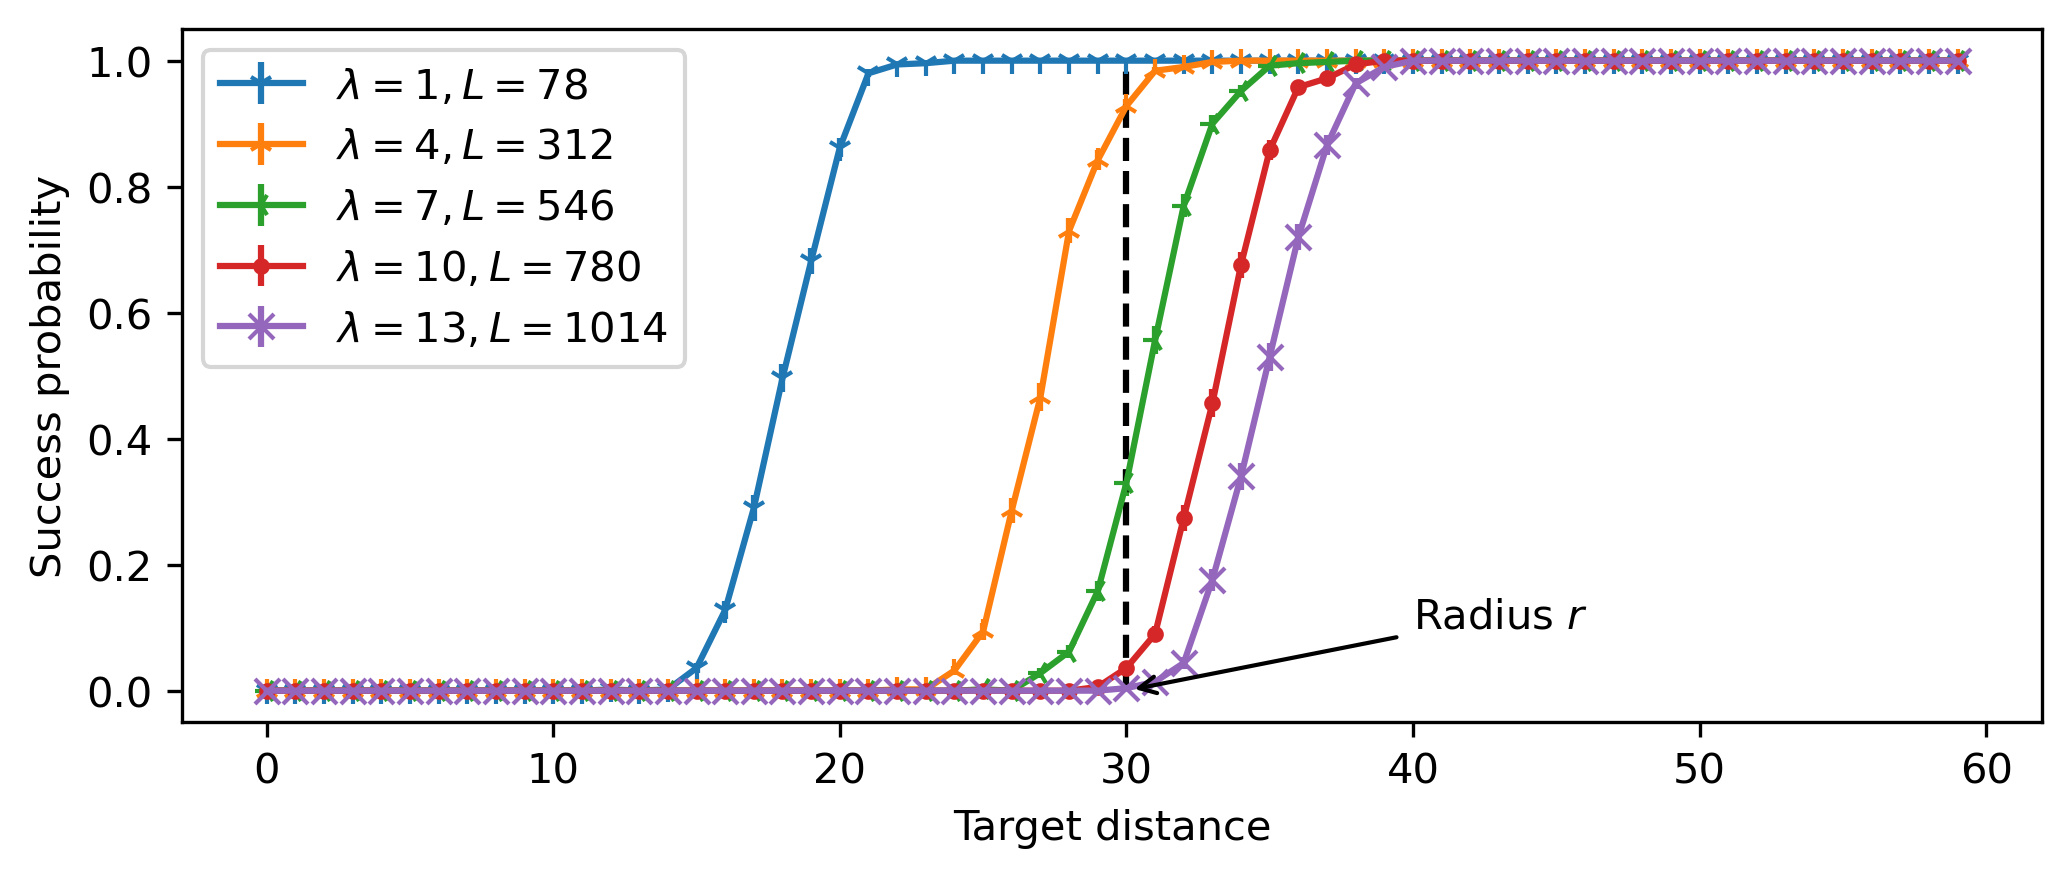 Success probability
1.0
0.8
0.6
0.4
0.2
0.0
λ = 1, L = 78
λ = 4, L = 312
λ = 7, L = 546
λ = 10, L = 780
λ = 13, L = 1014
Radius r
0 10 20 30 40 50 60
Target distance